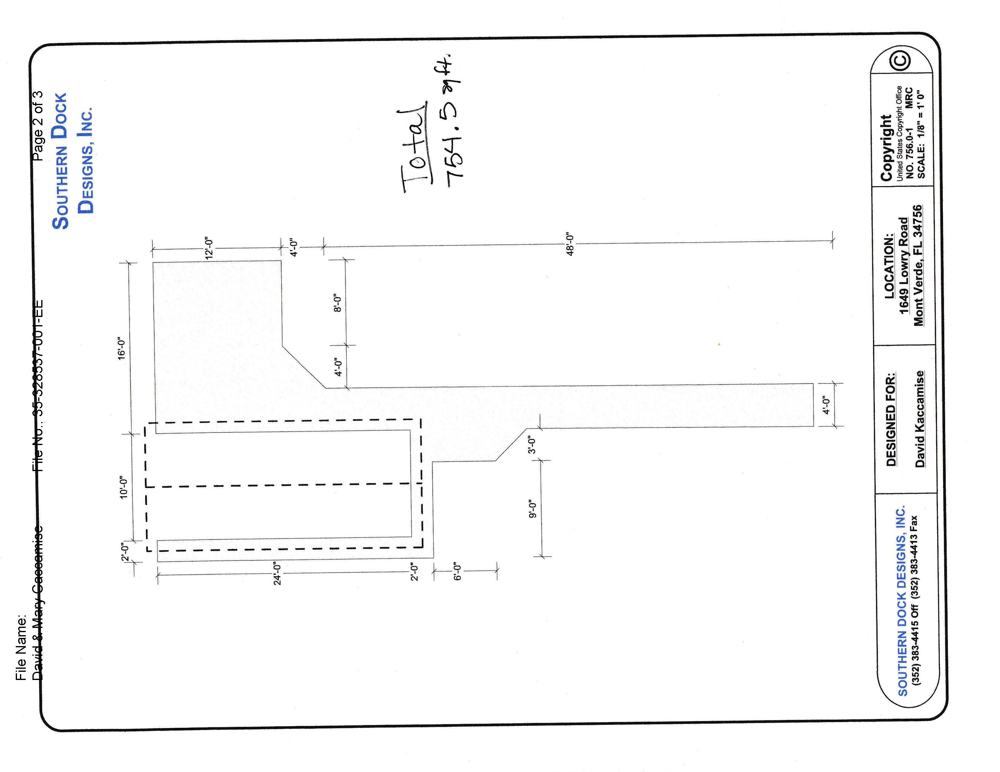 File Name:
David & Mary Caccamise File No.: 35-328537-001-EE Page 2 of 3
SOUTHERN DOCK
DESIGNS, INC.
16'-0"
10'-0"
2'-0"
12'-0"
4'-0"
48'-0"
8'-0"
4'-0"
24'-0"
2'-0"
6'-0"
3'-0"
9'-0"
4'-0"
Total
754.5 sq ft.
SOUTHERN DOCK DESIGNS, INC.
(352) 383-4415 Off (352) 383-4413 Fax
DESIGNED FOR:
David Kaccamise
LOCATION:
1649 Lowry Road
Mont Verde, FL 34756
Copyright
United States Copyright Office
NO. 756.0-1 MRC
SCALE: 1/8" = 1' 0"
©